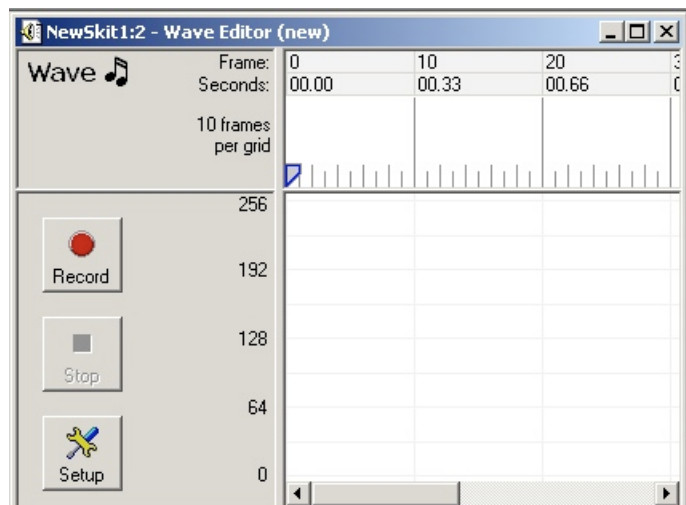 NewSkit1:2 - Wave Editor (new)
Wave
Frame: 0 10 20
Seconds: 00.00 00.33 00.66
10 frames
per grid
256
Record
192
128
Stop
64
Setup
0